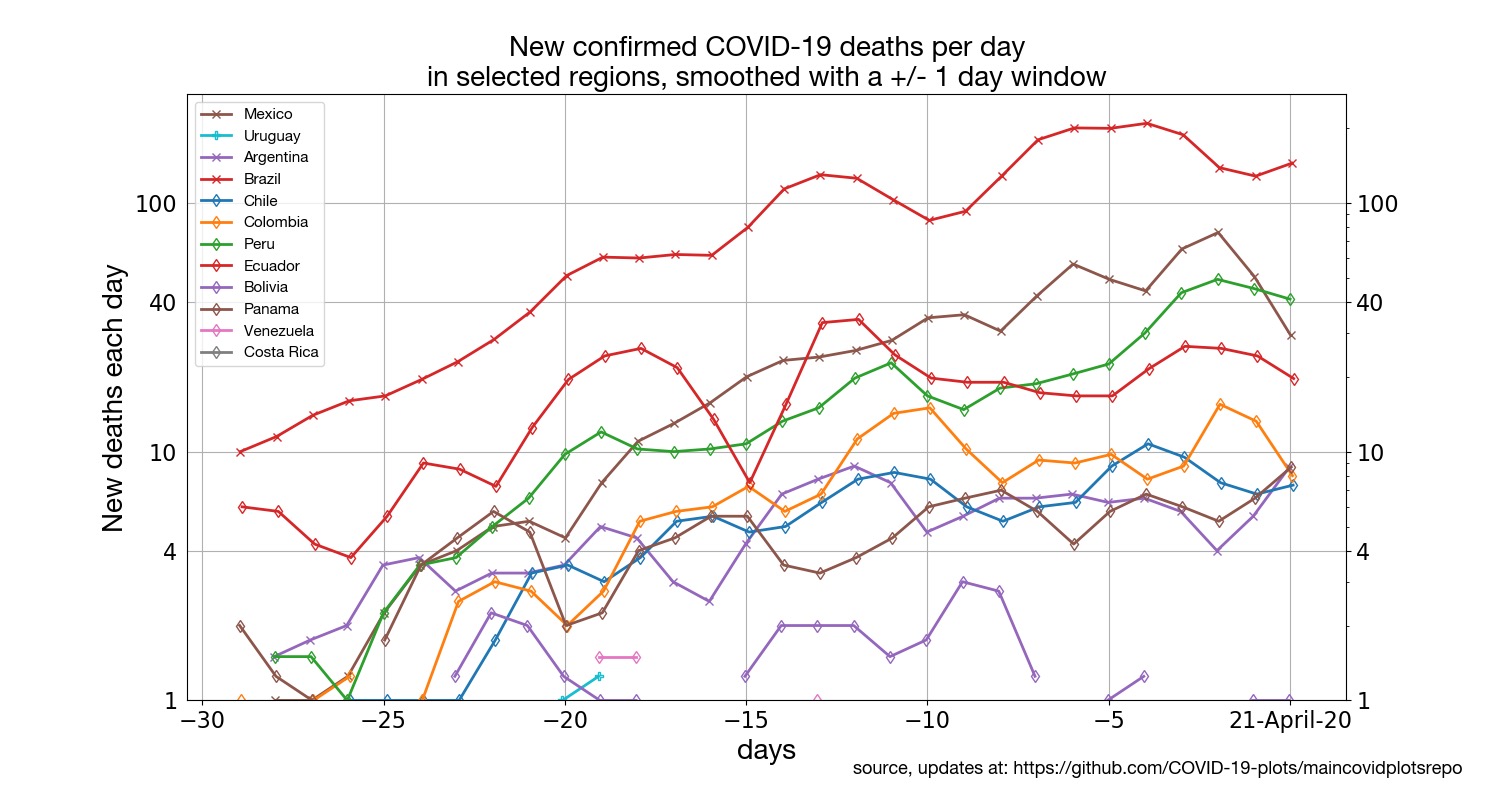 New confirmed COVID-19 deaths per day
in selected regions, smoothed with a +/- 1 day window
Mexico
Uruguay
Argentina
Brazil
Chile
Colombia
Peru
Ecuador
Bolivia
Panama
Venezuela
Costa Rica
New deaths each day
100
40
10
4
1
100
40
10
4
1
−30
−25
−20
−15
−10
−5
21-April-20
days
source, updates at: https://github.com/COVID-19-plots/maincovidplotsrepo